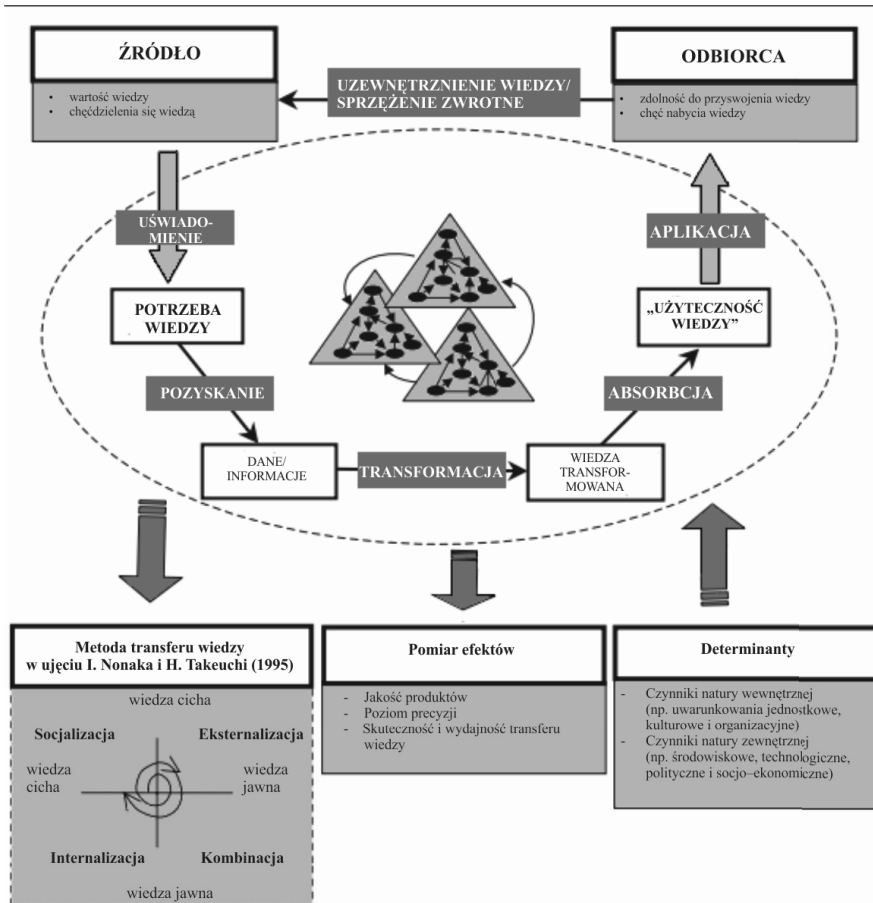 ŹRÓDŁO
• wartość wiedzy
• chęćdzielenia się wiedzą
UZEWNĘTRZNIENIE WIEDZY/
SPRZĘŻENIE ZWROTNE
ODBIORCA
• zdolność do przyswojenia wiedzy
• chęć nabycia wiedzy
UŚWIADO-
MIENIE
APLIKACJA
POTRZEBA
WIEDZY
„UŻYTECZNOŚĆ
WIEDZY”
POZYSKANIE
ABSORBCJA
DANE/
INFORMACJE
TRANSFORMACJA
WIEDZA
TRANSFOR-
MOWANA
Metoda transferu wiedzy
w ujęciu I. Nonaka i H. Takeuchi (1995)
wiedza cicha
Socjalizacja
Eksternalizacja
wiedza
cicha
wiedza
jawna
Internalizacja
Kombinacja
wiedza jawna
Pomiar efektów
- Jakość produktów
- Poziom precyzji
- Skuteczność i wydajność transferu
wiedzy
Determinanty
- Czynniki natury wewnętrznej
(np. uwarunkowania jednostkowe,
kulturowe i organizacyjne)
- Czynniki natury zewnętrznej
(np. środowiskowe, technologiczne,
polityczne i socjo–ekonomiczne)